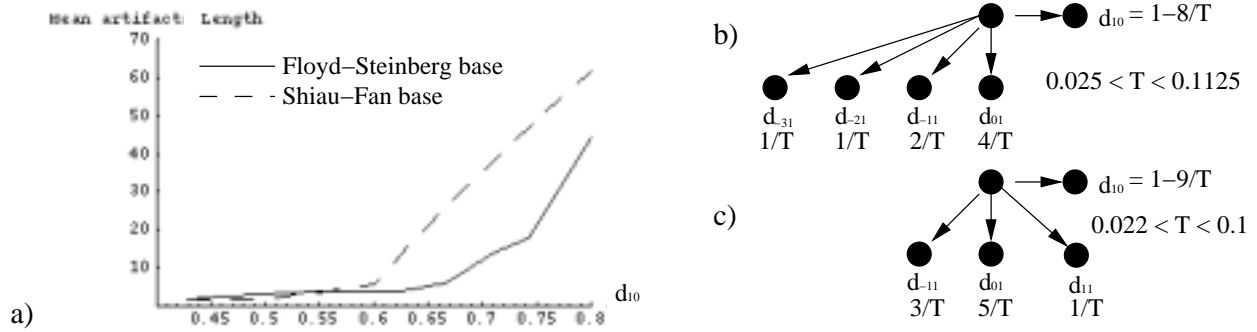 Mean artifact Length
70
60
50
40
30
20
10
0.45 0.5 0.55 0.6 0.65 0.7 0.75 0.8
d10
Floyd–Steinberg base
Shiau–Fan base
a)
b)
d10 = 1–8/T
0.025 < T < 0.1125
d–31 d–21 d–11 d01
1/T 1/T 2/T 4/T
c)
d10 = 1–9/T
0.022 < T < 0.1
d–11 d01 d11
3/T 5/T 1/T